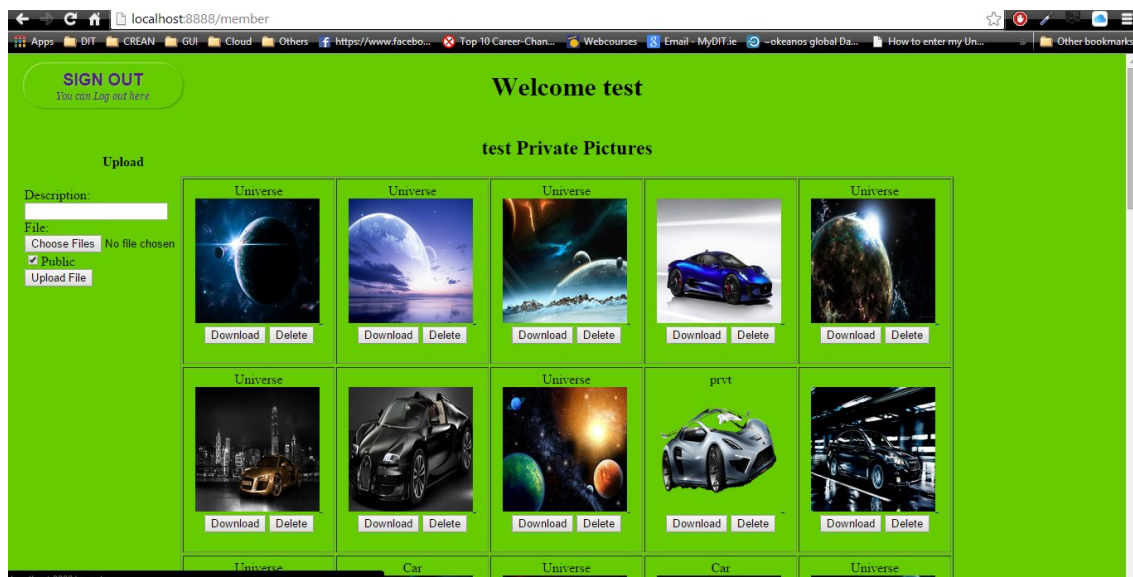 localhost:8888/member
Apps DIT CREAN GUI Cloud Others https://www.facebo... Top 10 Career-Chan... Webcourses Email - MyDIT.ie ~okeanos global Da... How to enter my Un... » Other bookmarks
SIGN OUT
You can Log out here
Welcome test
test Private Pictures
Upload
Description:
File:
Choose Files No file chosen
Public
Upload File
Universe Universe Universe Universe
Download Delete Download Delete Download Delete Download Delete Download Delete
Universe Universe prvt
Download Delete Download Delete Download Delete Download Delete Download Delete
Universe Car Universe Car Universe